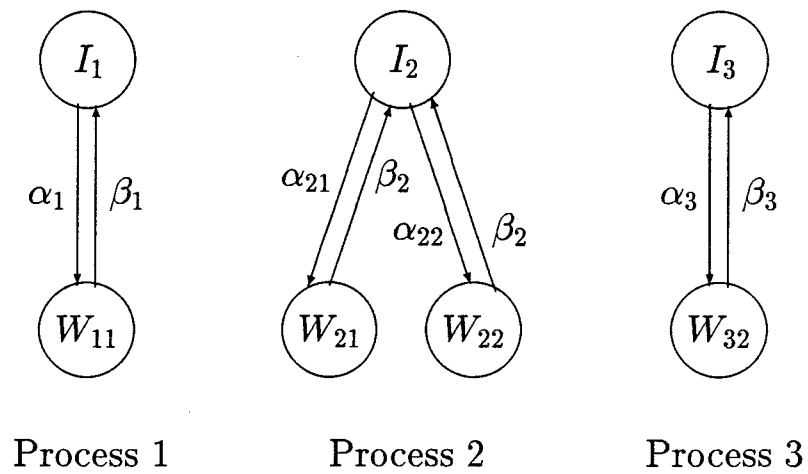 I₁ I₂ I₃
α₁ β₁ α₂₁ β₂ α₂₂ β₂ α₃ β₃
W₁₁ W₂₁ W₂₂ W₃₂
Process 1 Process 2 Process 3